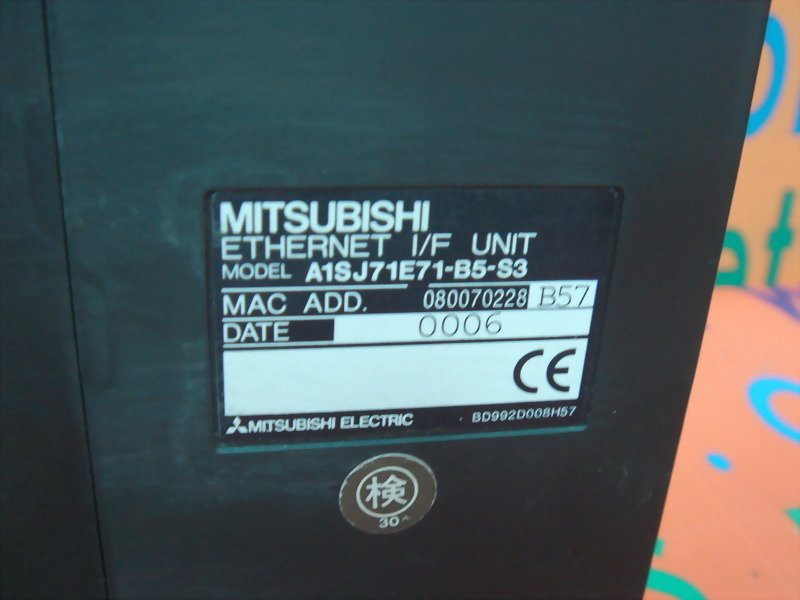 MITSUBISHI
ETHERNET I/F UNIT
MODEL A1SJ71E71-B5-S3
MAC ADD. 080070228 B57
DATE 0006
CE
MITSUBISHI ELECTRIC BD992D008H57
検
30